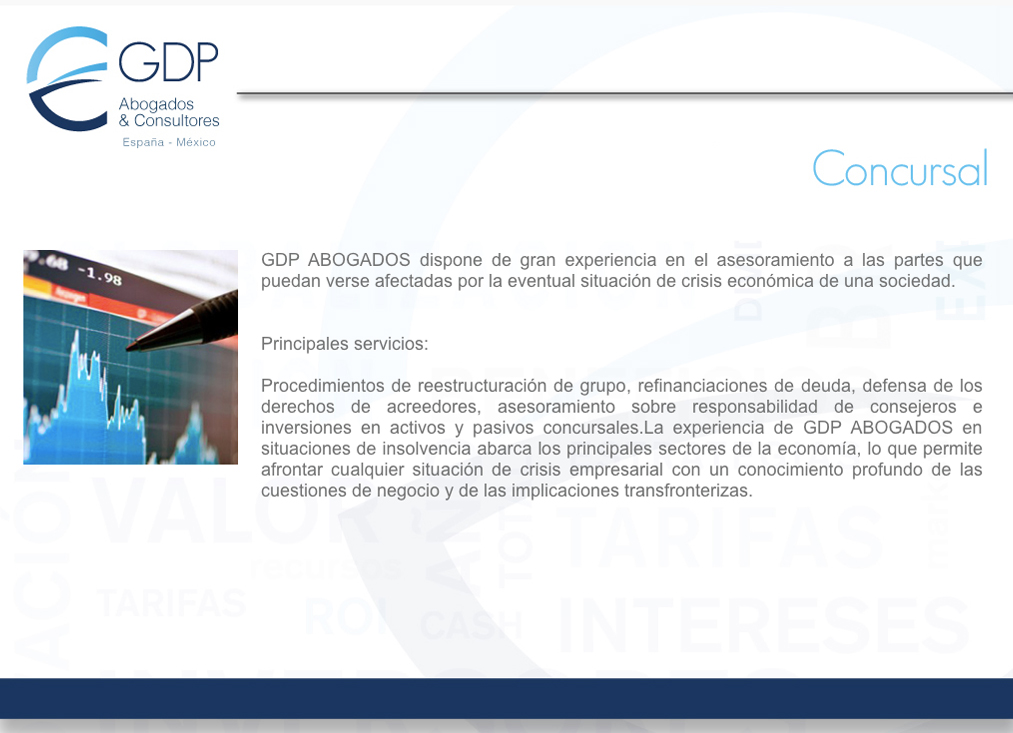 GDP
Abogados
& Consultores
España - México
Concursal
-1.98
GDP ABOGADOS dispone de gran experiencia en el asesoramiento a las partes que
puedan verse afectadas por la eventual situación de crisis económica de una sociedad.
Principales servicios:
Procedimientos de reestructuración de grupo, refinanciaciones de deuda, defensa de los
derechos de acreedores, asesoramiento sobre responsabilidad de consejeros e
inversiones en activos y pasivos concursales.La experiencia de GDP ABOGADOS en
situaciones de insolvencia abarca los principales sectores de la economía, lo que permite
afrontar cualquier situación de crisis empresarial con un conocimiento profundo de las
cuestiones de negocio y de las implicaciones transfronterizas.
VALOR
TARIFAS
recursos
TARIFAS
ROI
CASH
INTERESES